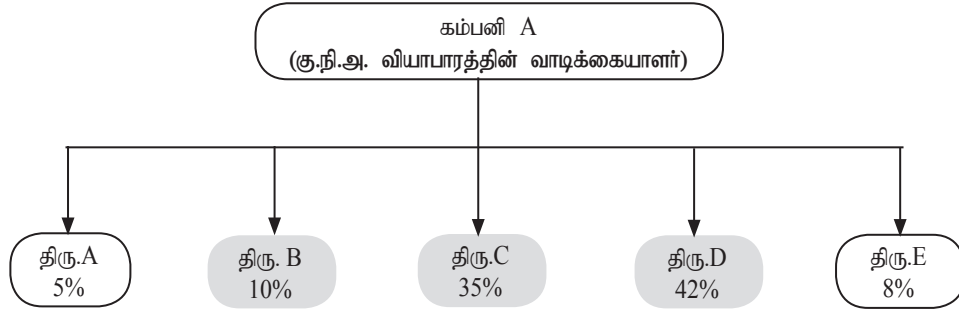 கம்பனி A
(கு.நி.அ. வியாபாரத்தின் வாடிக்கையாளர்)
திரு.A
5%
திரு. B
10%
திரு.C
35%
திரு.D
42%
திரு.E
8%